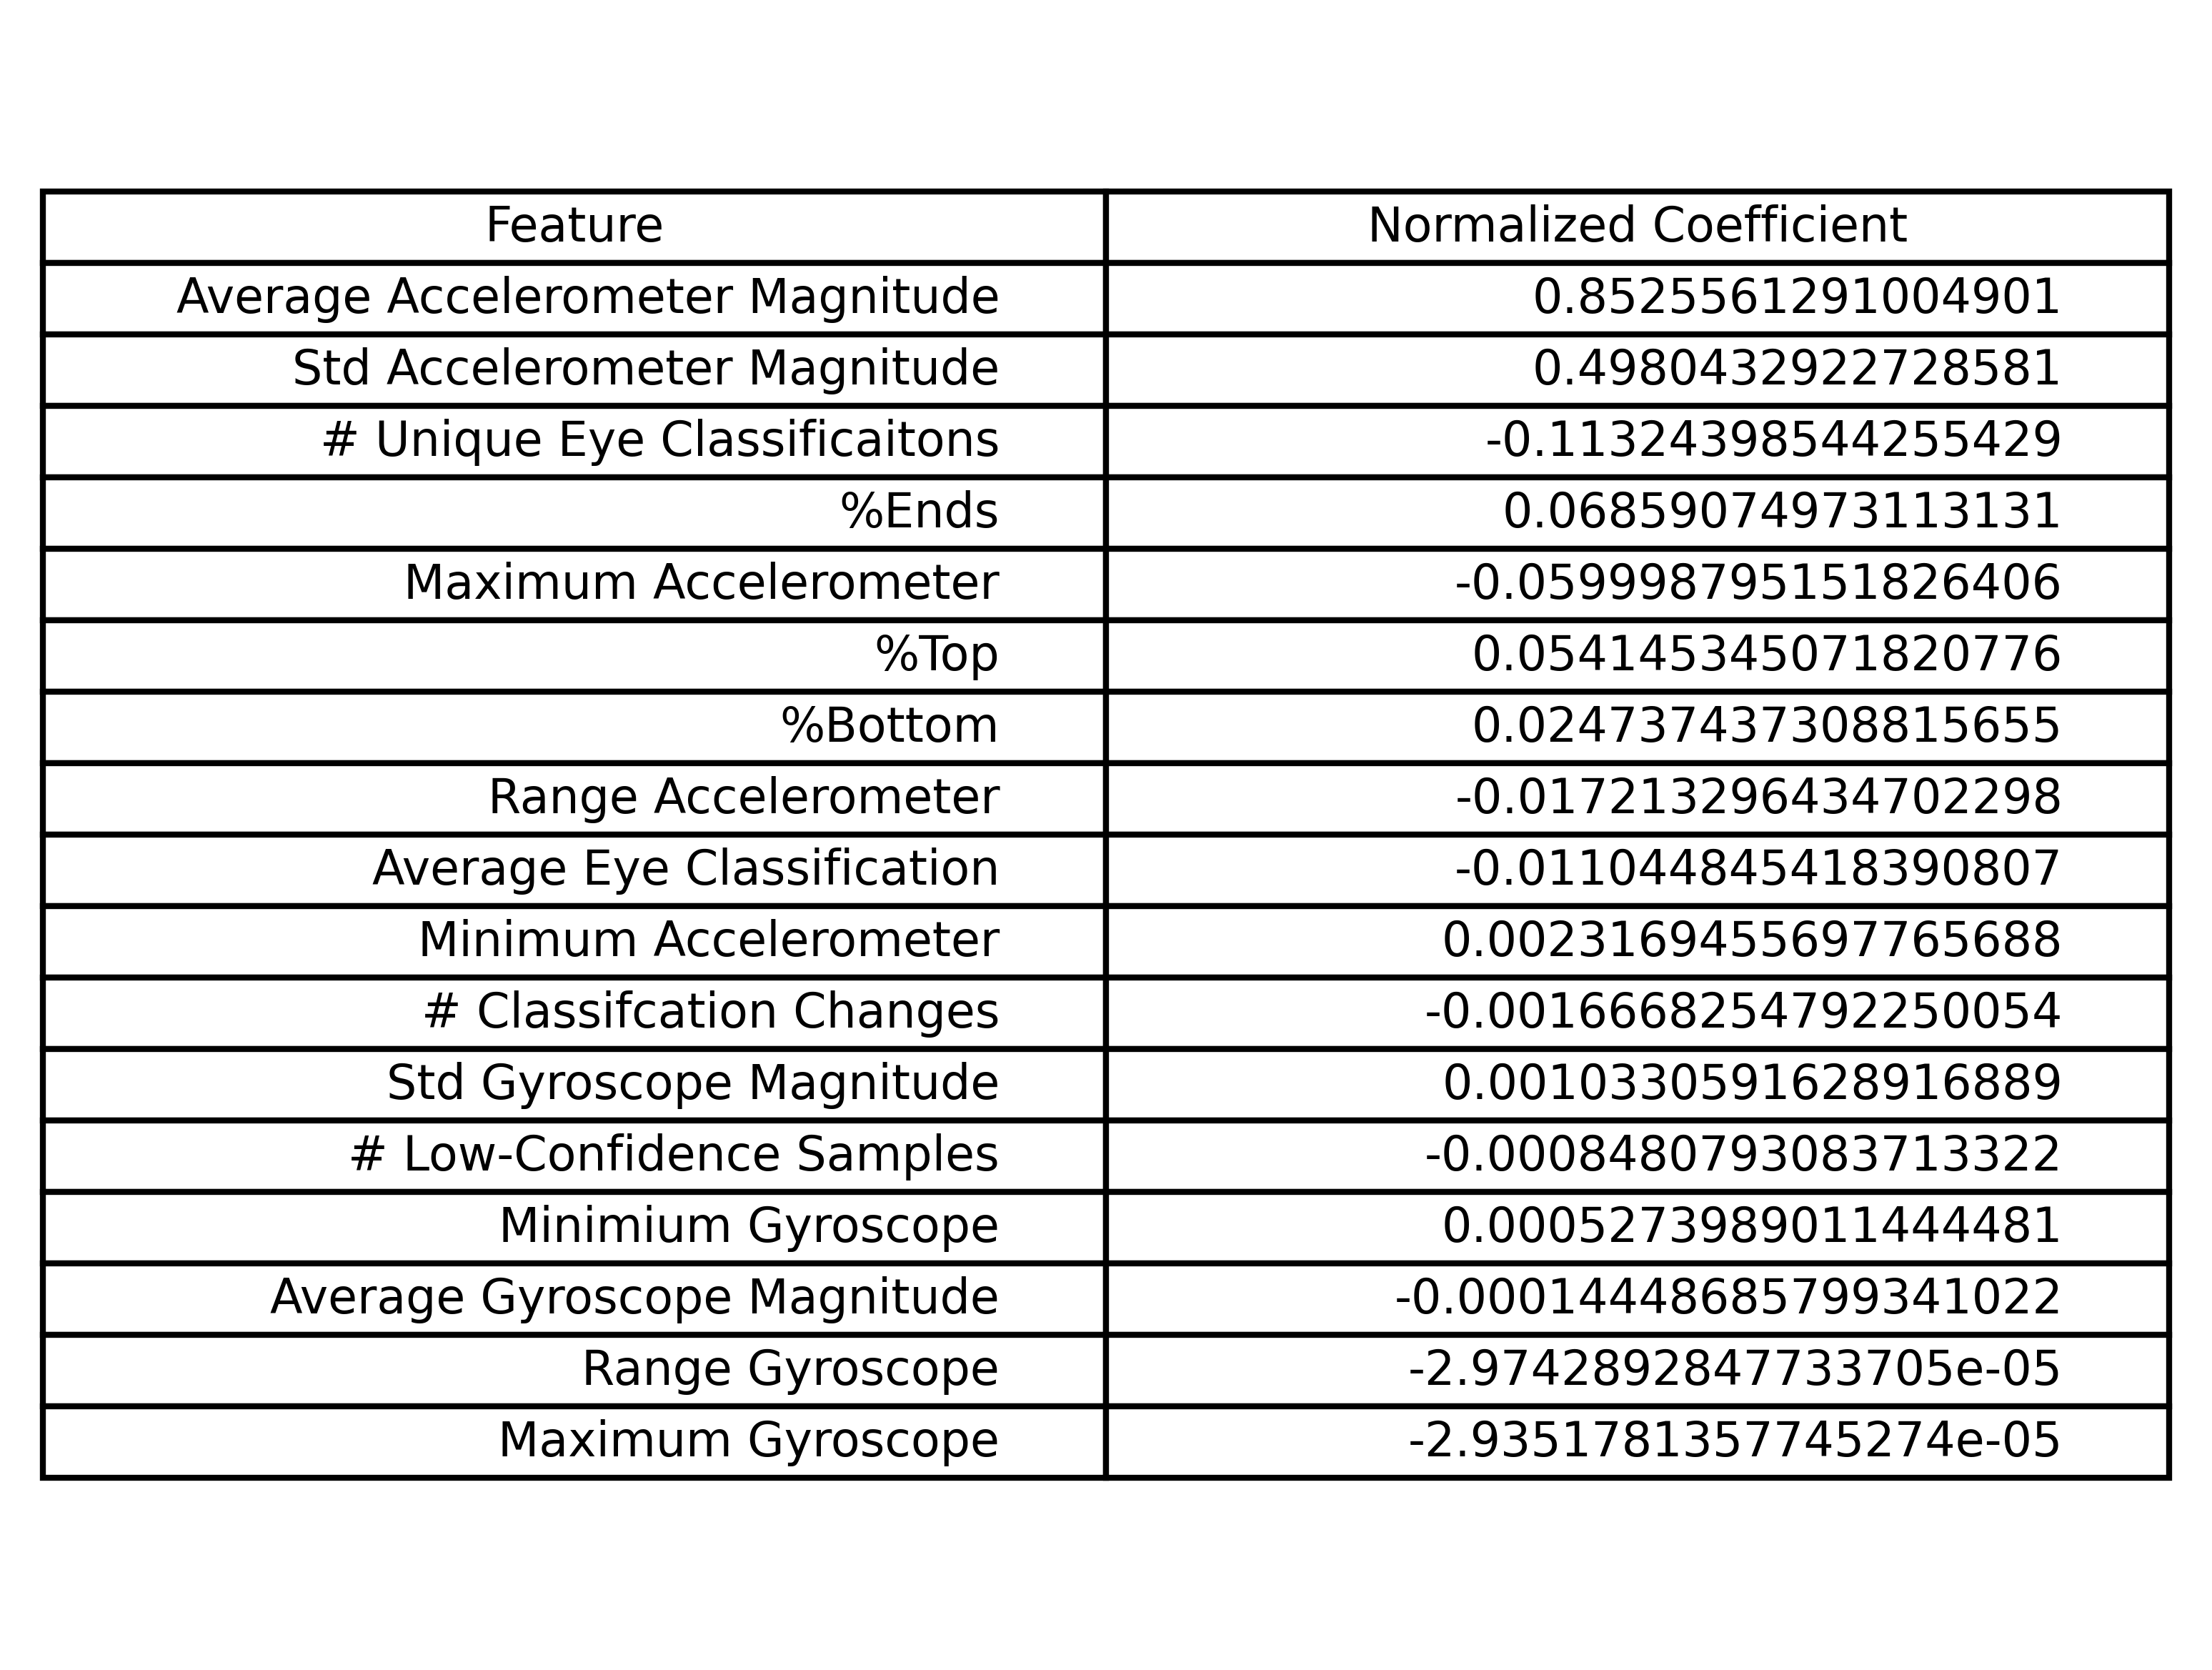 Feature Normalized Coefficient
Average Accelerometer Magnitude 0.8525561291004901
Std Accelerometer Magnitude 0.4980432922728581
# Unique Eye Classificaitons -0.11324398544255429
%Ends 0.06859074973113131
Maximum Accelerometer -0.059998795151826406
%Top 0.054145345071820776
%Bottom 0.024737437308815655
Range Accelerometer -0.017213296434702298
Average Eye Classification -0.011044845418390807
Minimum Accelerometer 0.0023169455697765688
# Classifcation Changes -0.0016668254792250054
Std Gyroscope Magnitude 0.0010330591628916889
# Low-Confidence Samples -0.0008480793083713322
Minimium Gyroscope 0.0005273989011444481
Average Gyroscope Magnitude -0.00014448685799341022
Range Gyroscope -2.9742892847733705e-05
Maximum Gyroscope -2.9351781357745274e-05